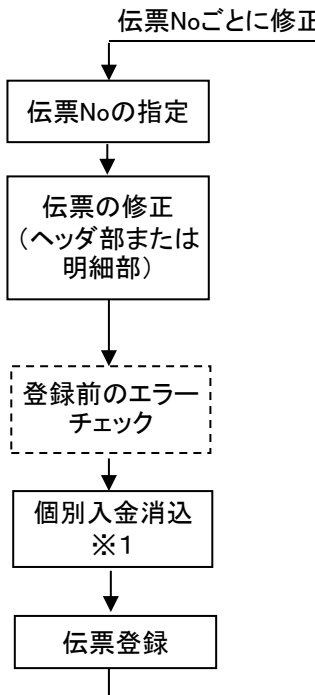 伝票Noごとに修正
伝票Noの指定
伝票の修正
（ヘッダ部または
明細部）
登録前のエラー
チェック
個別入金消込
※１
伝票登録